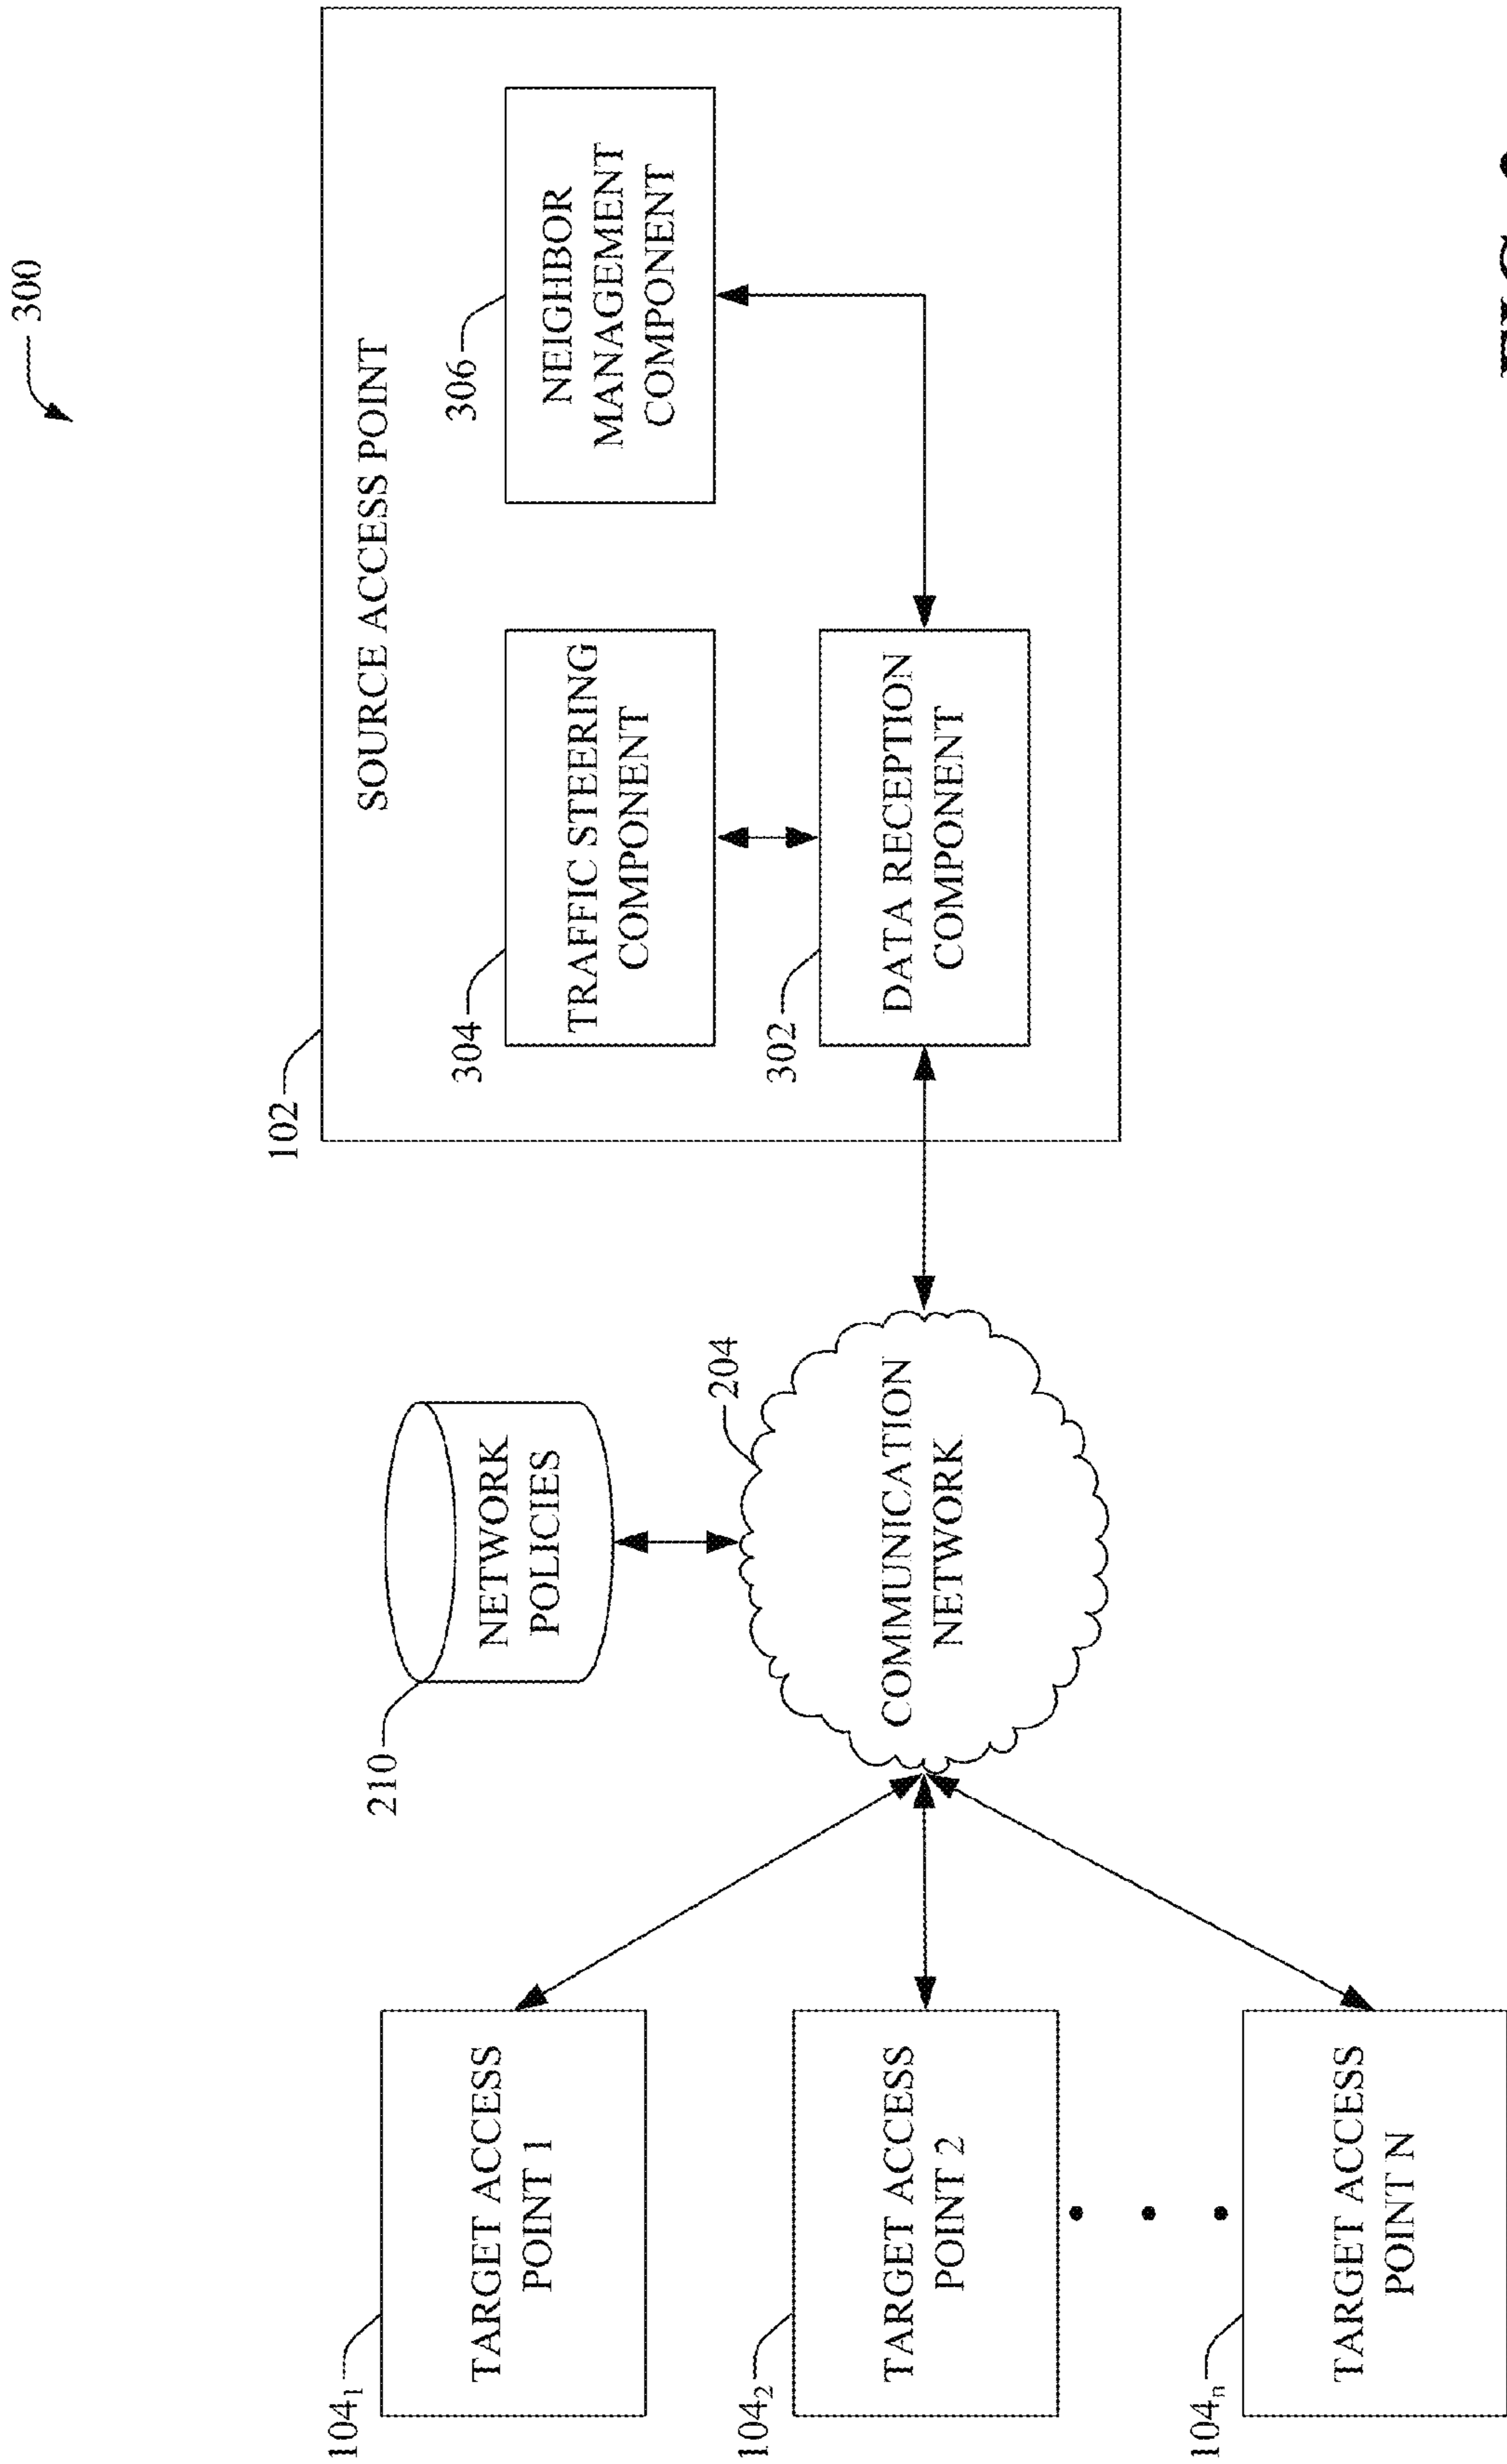 300
102
SOURCE ACCESS POINT
104₁
TARGET ACCESS
POINT 1
210
NETWORK
POLICIES
304
TRAFFIC STEERING
COMPONENT
306
NEIGHBOR
MANAGEMENT
COMPONENT
104₂
TARGET ACCESS
POINT 2
204
COMMUNICATION
NETWORK
302
DATA RECEPTION
COMPONENT
104ₙ
TARGET ACCESS
POINT N